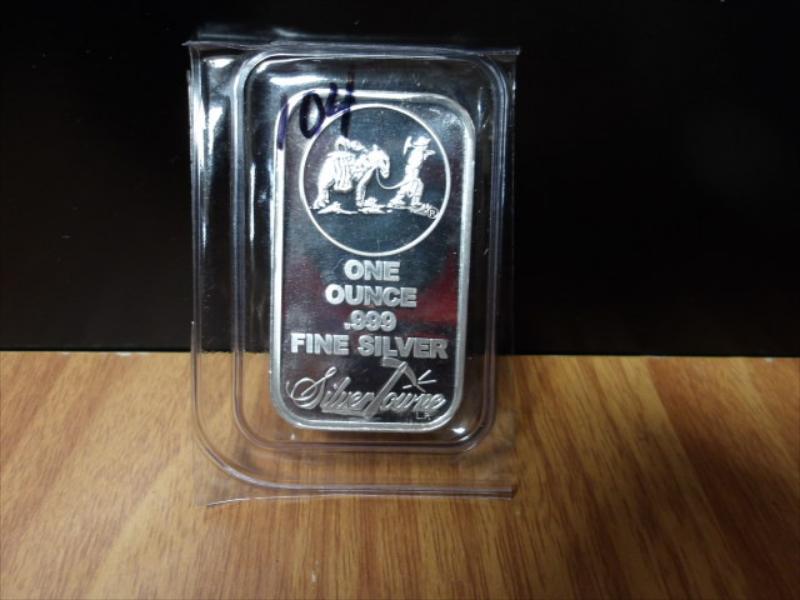 104
®
ONE
OUNCE
.999
FINE SILVER
SilverTowne
L.P.